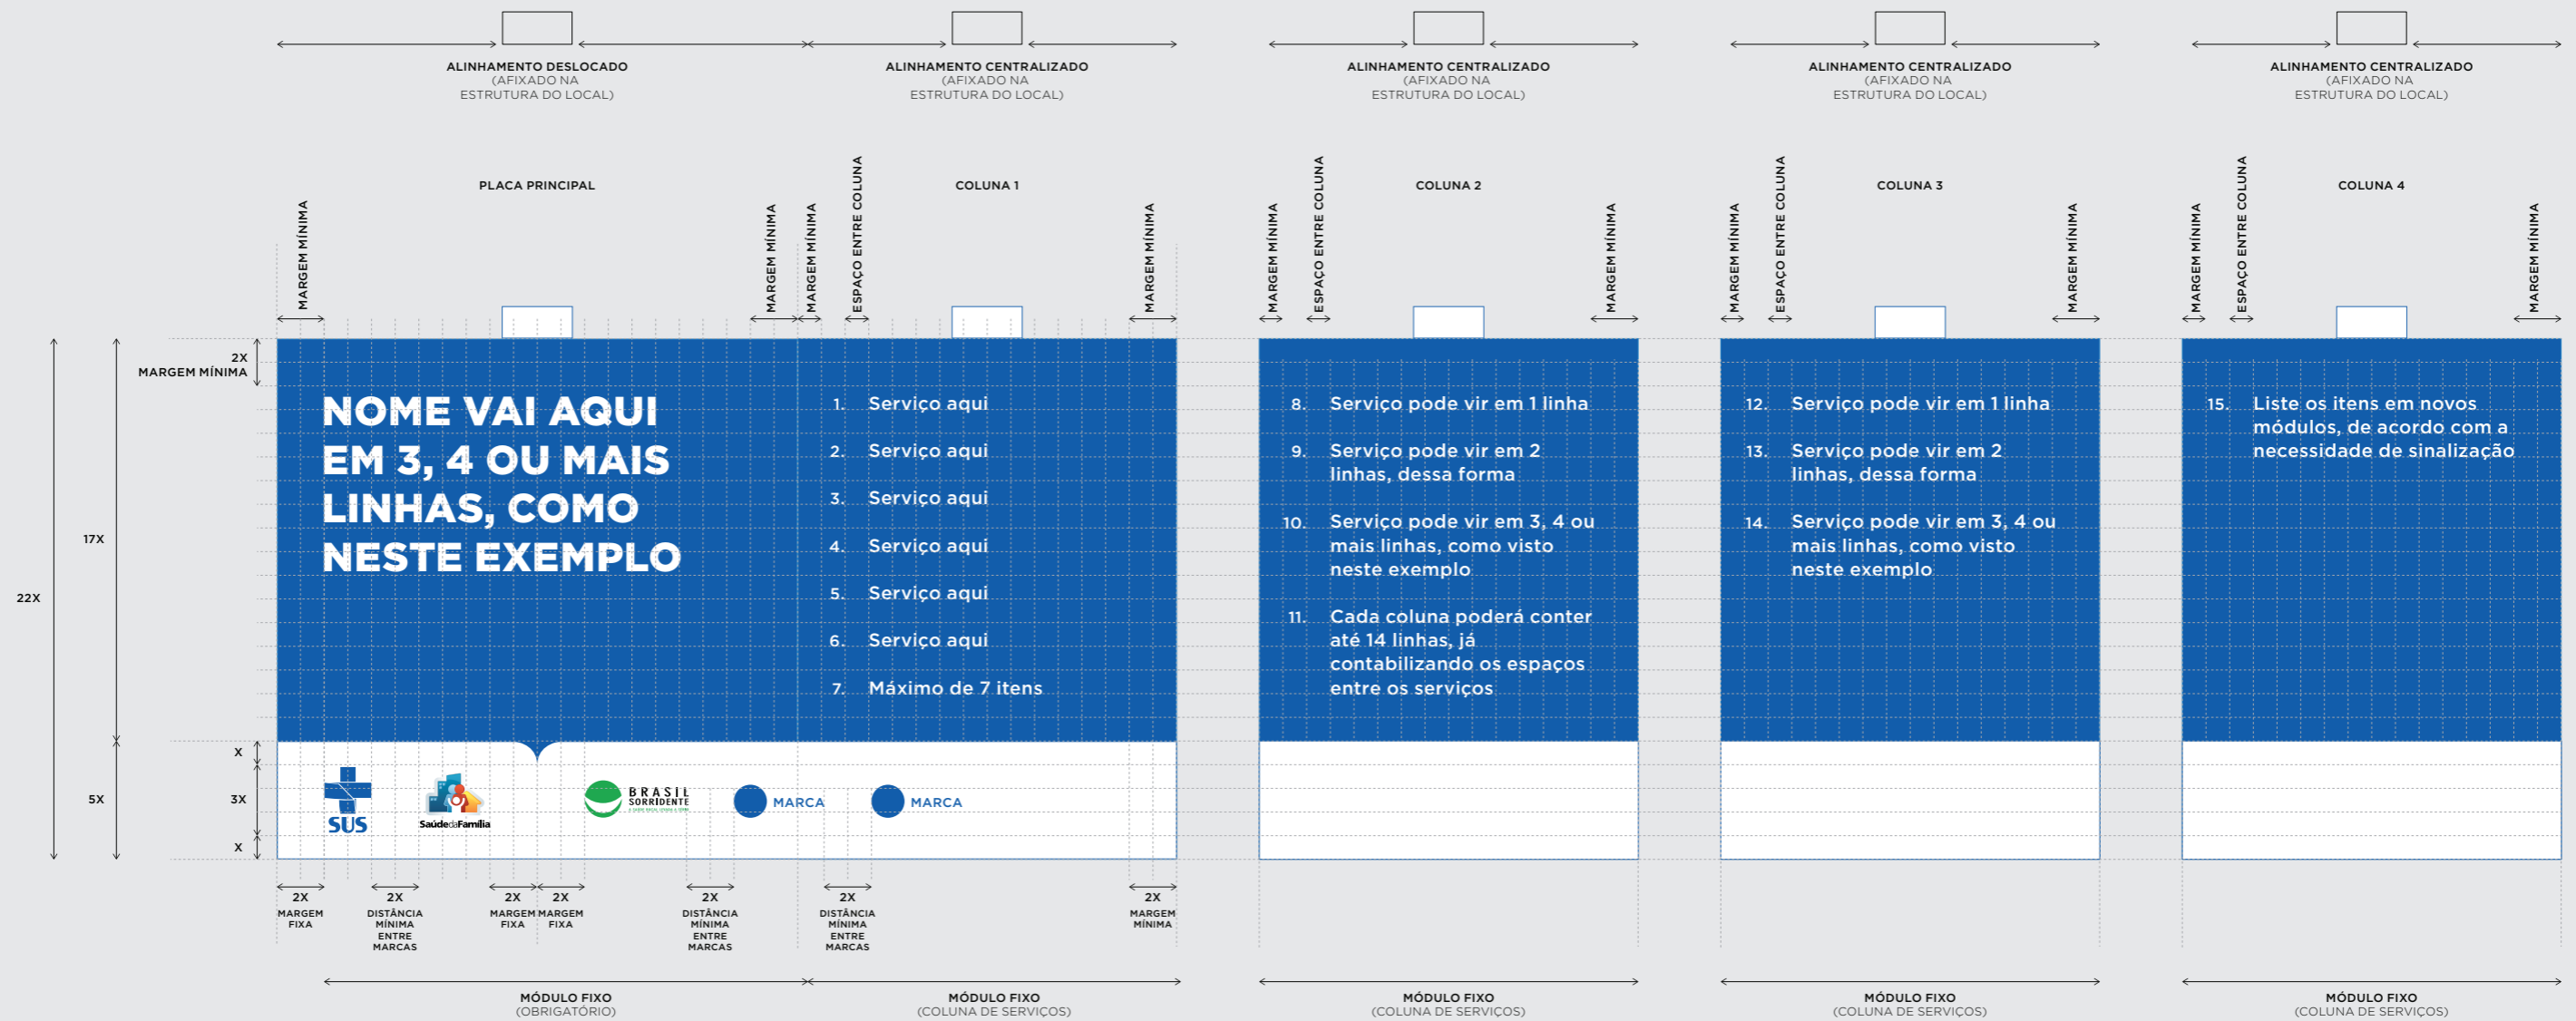 ALINHAMENTO DESLOCADO
(AFIXADO NA
ESTRUTURA DO LOCAL)
ALINHAMENTO CENTRALIZADO
(AFIXADO NA
ESTRUTURA DO LOCAL)
ALINHAMENTO CENTRALIZADO
(AFIXADO NA
ESTRUTURA DO LOCAL)
ALINHAMENTO CENTRALIZADO
(AFIXADO NA
ESTRUTURA DO LOCAL)
ALINHAMENTO CENTRALIZADO
(AFIXADO NA
ESTRUTURA DO LOCAL)
PLACA PRINCIPAL
COLUNA 1
COLUNA 2
COLUNA 3
COLUNA 4
MARGEM MÍNIMA
MARGEM MÍNIMA
MARGEM MÍNIMA
ESPAÇO ENTRE COLUNA
MARGEM MÍNIMA
MARGEM MÍNIMA
ESPAÇO ENTRE COLUNA
MARGEM MÍNIMA
MARGEM MÍNIMA
ESPAÇO ENTRE COLUNA
MARGEM MÍNIMA
MARGEM MÍNIMA
ESPAÇO ENTRE COLUNA
MARGEM MÍNIMA
2X
MARGEM MÍNIMA
17X
22X
X
3X
5X
X
NOME VAI AQUI
EM 3, 4 OU MAIS
LINHAS, COMO
NESTE EXEMPLO
1. Serviço aqui
2. Serviço aqui
3. Serviço aqui
4. Serviço aqui
5. Serviço aqui
6. Serviço aqui
7. Máximo de 7 itens
8. Serviço pode vir em 1 linha
9. Serviço pode vir em 2
linhas, dessa forma
10. Serviço pode vir em 3, 4 ou
mais linhas, como visto
neste exemplo
11. Cada coluna poderá conter
até 14 linhas, já
contabilizando os espaços
entre os serviços
12. Serviço pode vir em 1 linha
13. Serviço pode vir em 2
linhas, dessa forma
14. Serviço pode vir em 3, 4 ou
mais linhas, como visto
neste exemplo
15. Liste os itens em novos
módulos, de acordo com a
necessidade de sinalização
SUS
SaúdedaFamília
BRASIL
SORRIDENTE
MARCA
MARCA
2X
MARGEM
FIXA
2X
DISTÂNCIA
MÍNIMA
ENTRE
MARCAS
2X
MARGEM
FIXA
2X
MARGEM
FIXA
2X
DISTÂNCIA
MÍNIMA
ENTRE
MARCAS
2X
DISTÂNCIA
MÍNIMA
ENTRE
MARCAS
2X
MARGEM
MÍNIMA
MÓDULO FIXO
(OBRIGATÓRIO)
MÓDULO FIXO
(COLUNA DE SERVIÇOS)
MÓDULO FIXO
(COLUNA DE SERVIÇOS)
MÓDULO FIXO
(COLUNA DE SERVIÇOS)
MÓDULO FIXO
(COLUNA DE SERVIÇOS)